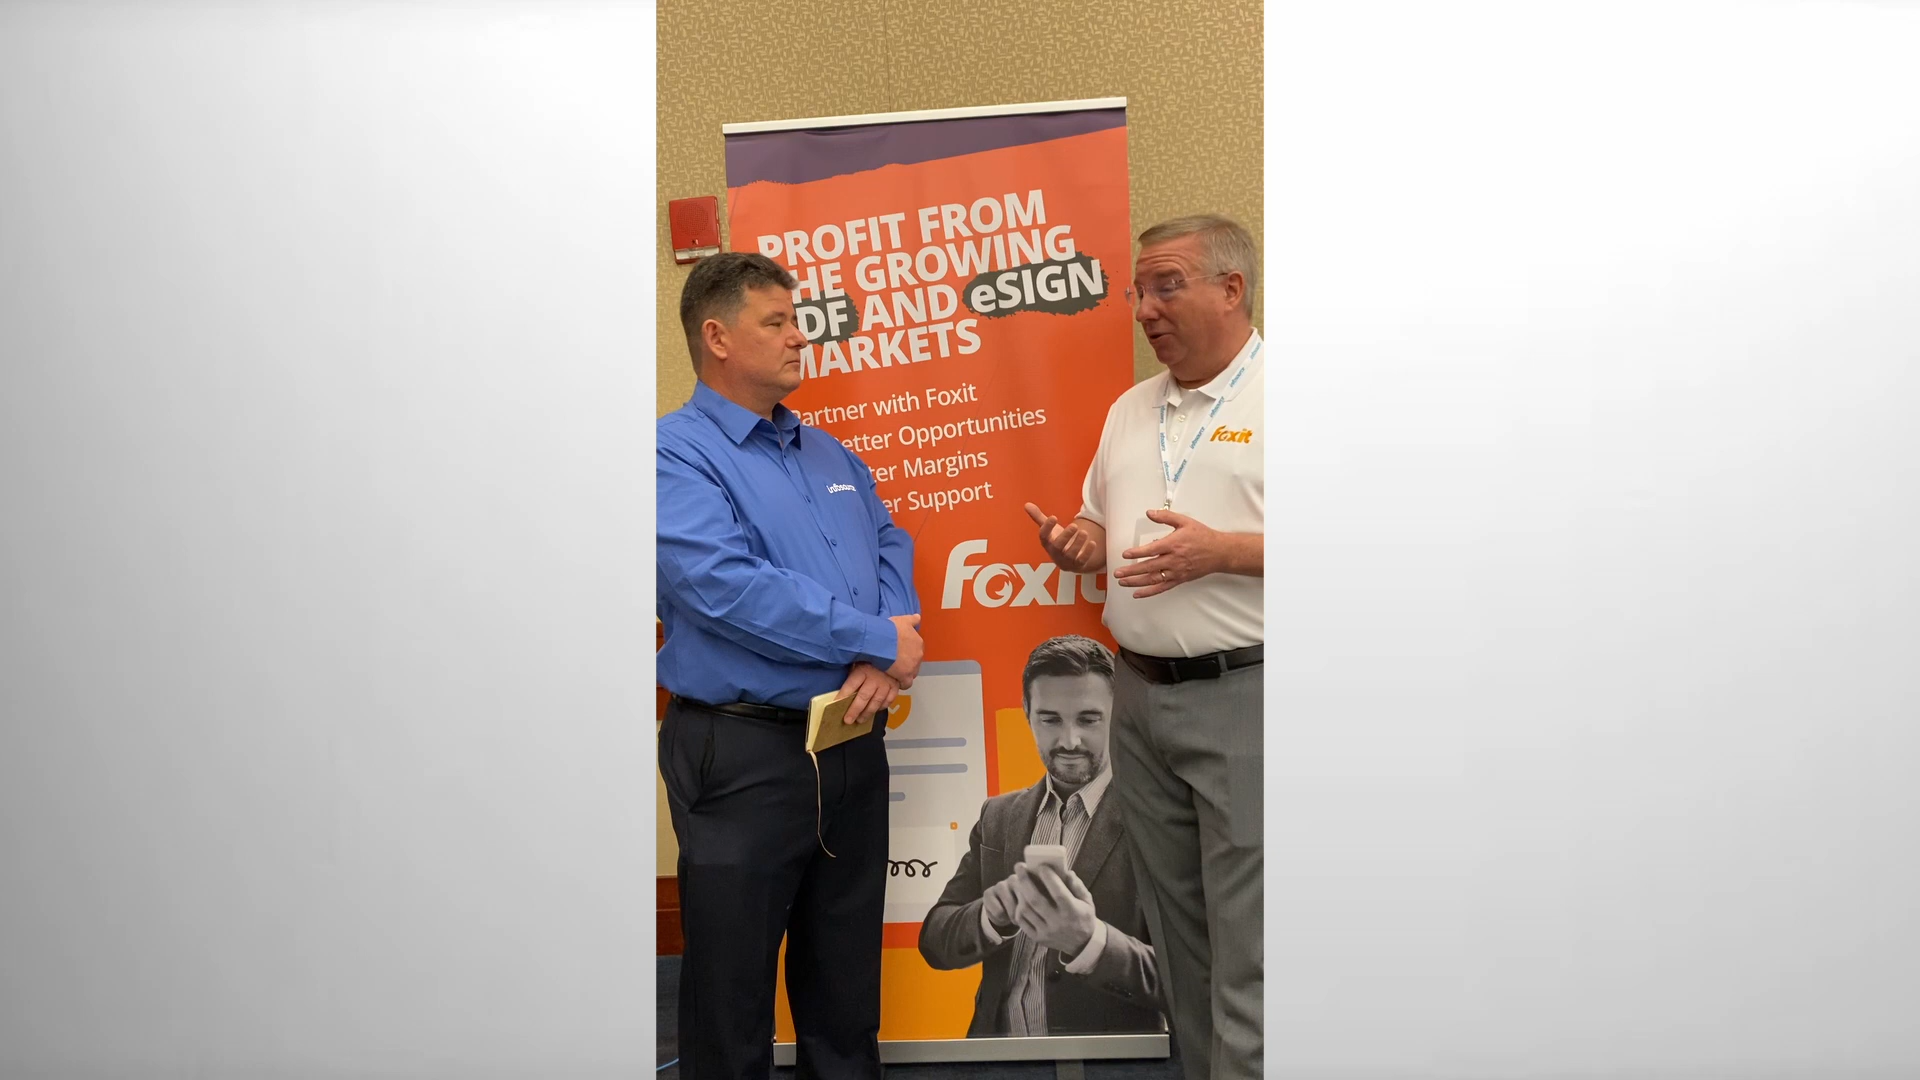 PROFIT FROM
HE GROWING
DF AND eSIGN
MARKETS
Partner with Foxit
etter Opportunities
ter Margins
er Support
Foxit
Foxit
infosource